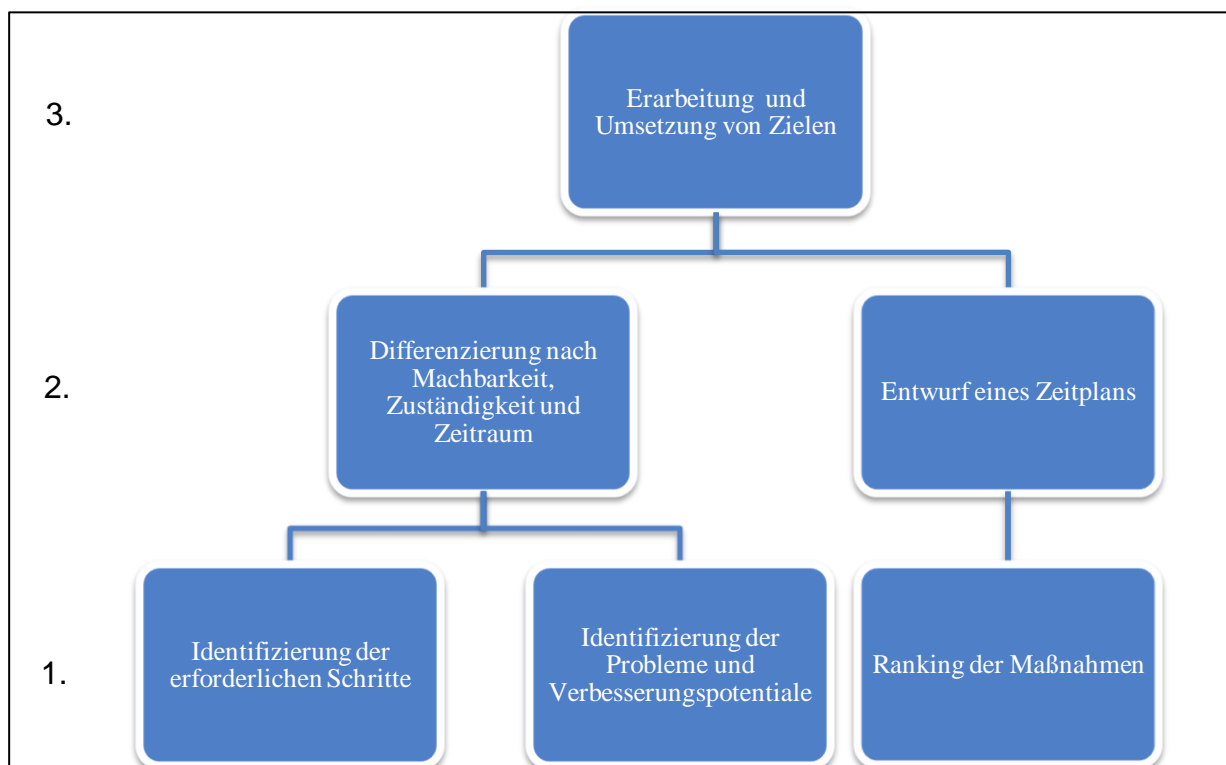 3.
Erarbeitung und
Umsetzung von Zielen
2.
Differenzierung nach
Machbarkeit,
Zuständigkeit und
Zeitraum
Entwurf eines Zeitplans
1.
Identifizierung der
erforderlichen Schritte
Identifizierung der
Probleme und
Verbesserungspotentiale
Ranking der Maßnahmen